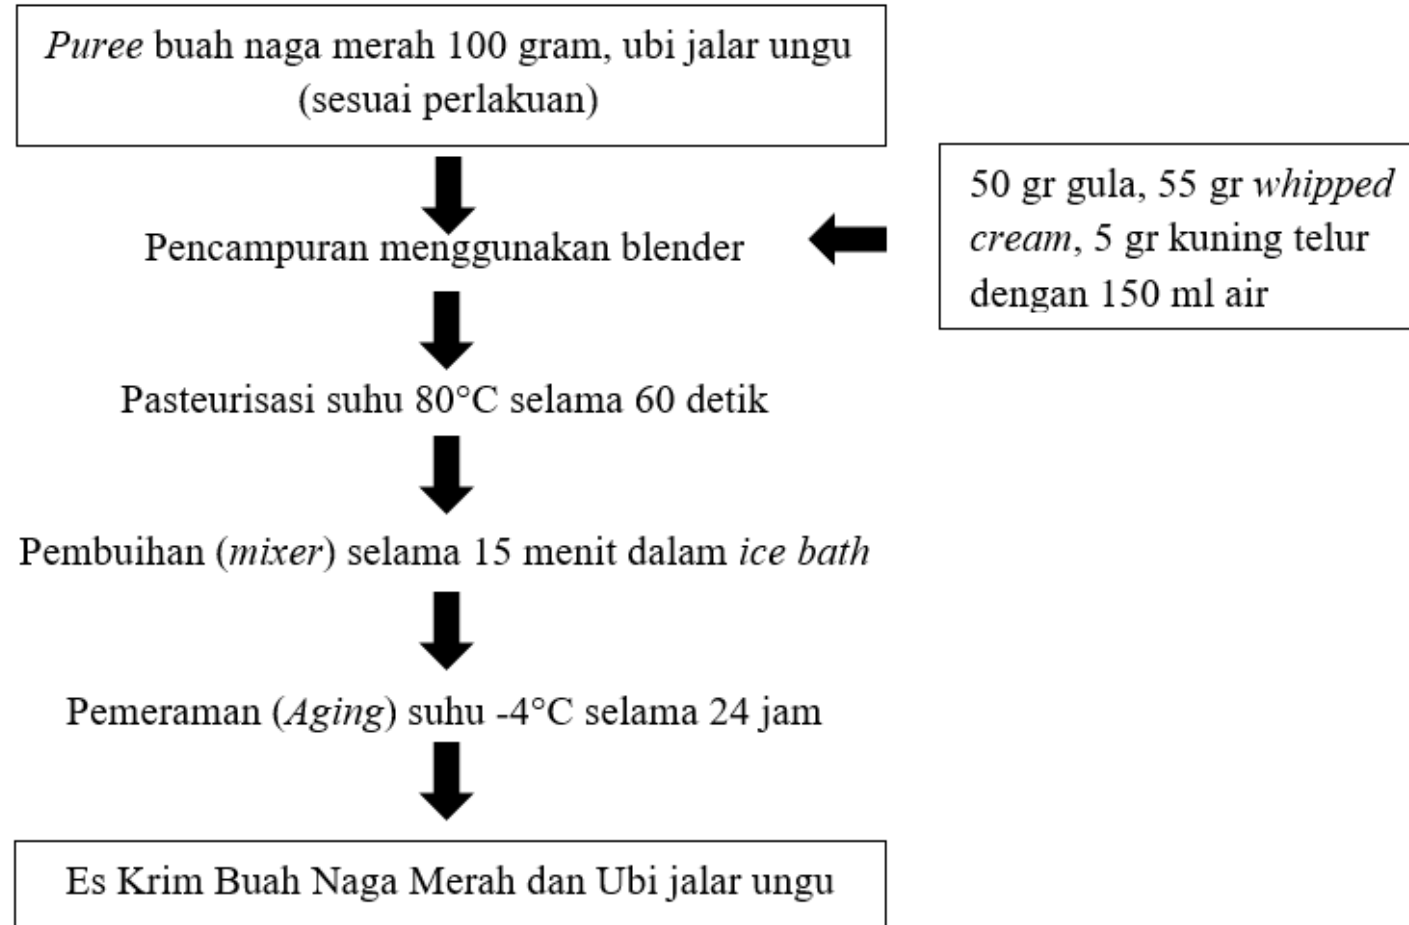 Puree buah naga merah 100 gram, ubi jalar ungu
(sesuai perlakuan)
50 gr gula, 55 gr whipped
cream, 5 gr kuning telur
dengan 150 ml air
Pencampuran menggunakan blender
Pasteurisasi suhu 80°C selama 60 detik
Pembuihan (mixer) selama 15 menit dalam ice bath
Pemeraman (Aging) suhu -4°C selama 24 jam
Es Krim Buah Naga Merah dan Ubi jalar ungu